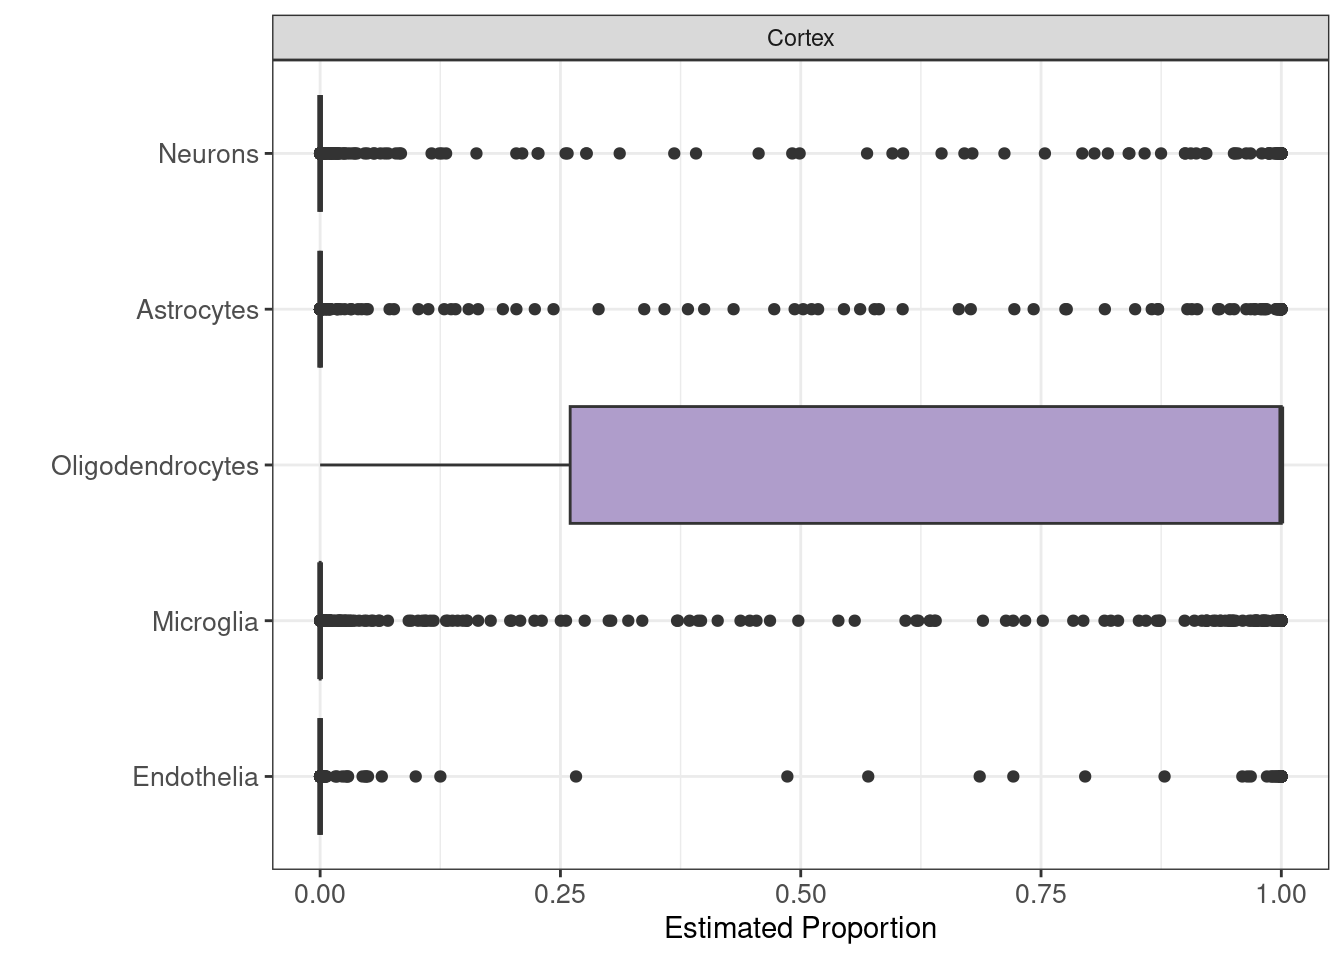 Cortex
Neurons
Astrocytes
Oligodendrocytes
Microglia
Endothelia
0.00 0.25 0.50 0.75 1.00
Estimated Proportion